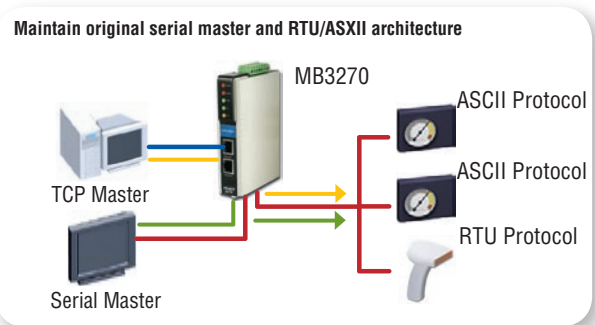 Maintain original serial master and RTU/ASXII architecture
MB3270
ASCII Protocol
ASCII Protocol
TCP Master
RTU Protocol
Serial Master